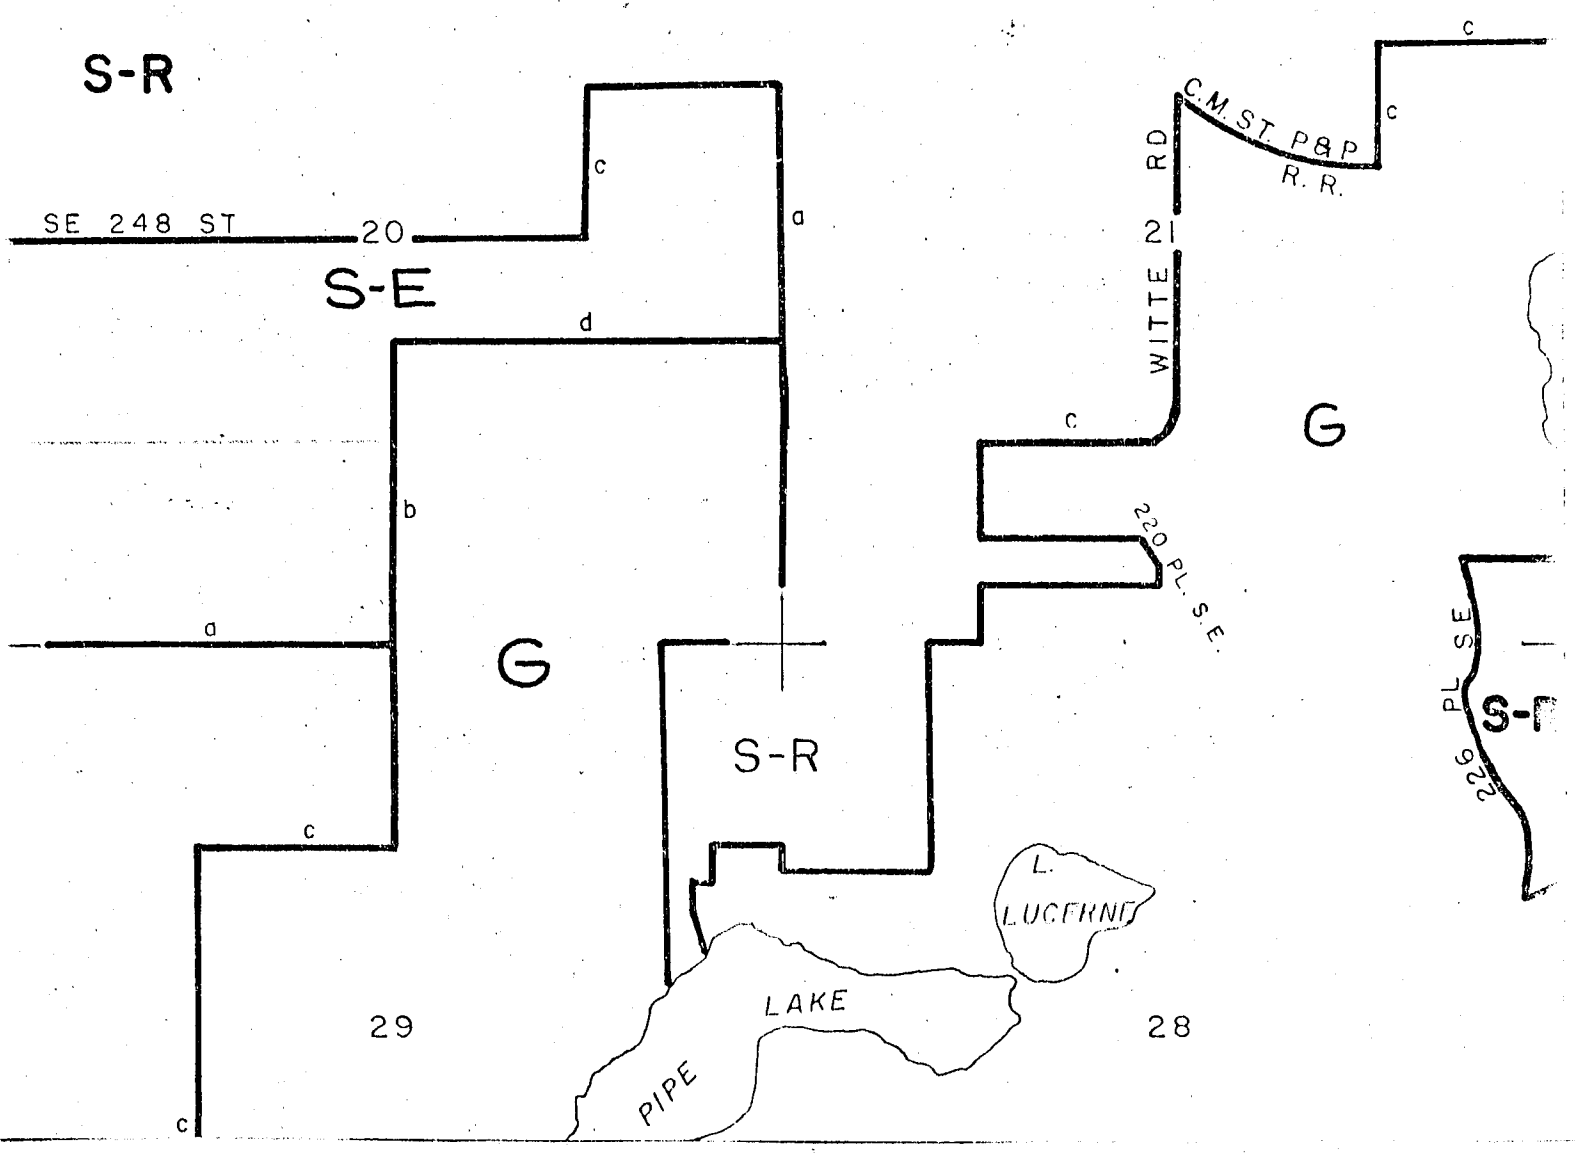 c
S-R
C.M. ST. P&P
R. R.
c
c
RD
a
SE 248 ST
20
21
S-E
WITTE
d
c
G
b
220 PL. S.E.
a
G
PL SE
226
S-R
S-
c
L.
LUCERNE
LAKE
PIPE
29
28
c